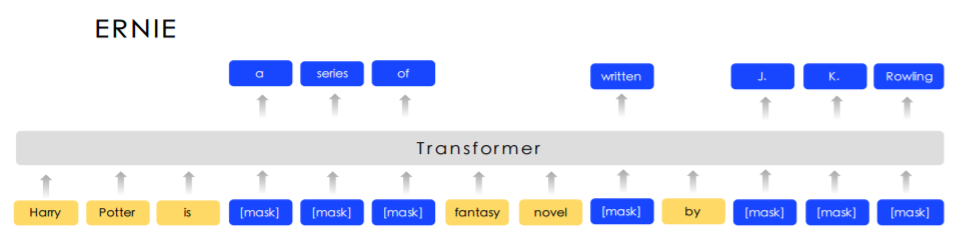 ERNIE
a series of written J. K. Rowling
Transformer
Harry Potter is [mask] [mask] [mask] fantasy novel [mask] by [mask] [mask] [mask]